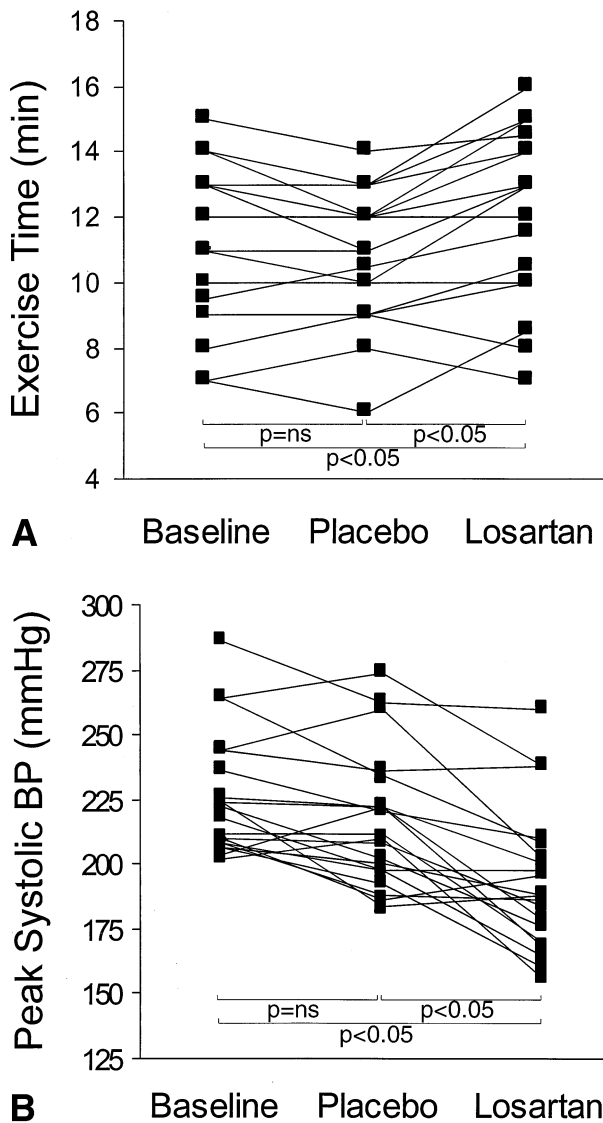 18
16
14
12
10
8
6
4
Exercise Time (min)
p=ns
p<0.05
p<0.05
A
Baseline Placebo Losartan
300
275
250
225
200
175
150
125
Peak Systolic BP (mmHg)
p=ns
p<0.05
p<0.05
B
Baseline Placebo Losartan